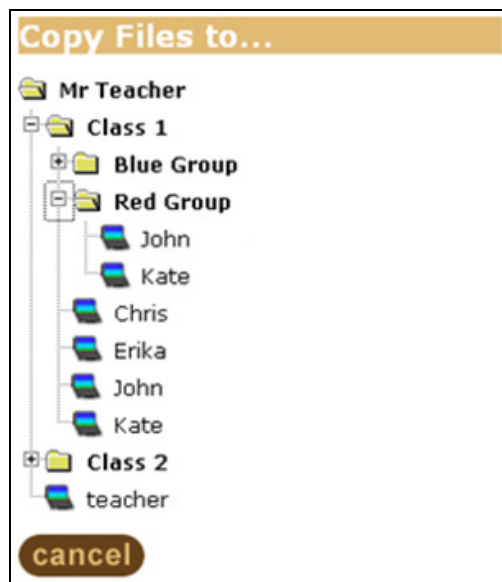 Copy Files to...
Mr Teacher
Class 1
Blue Group
Red Group
John
Kate
Chris
Erika
John
Kate
Class 2
teacher
cancel